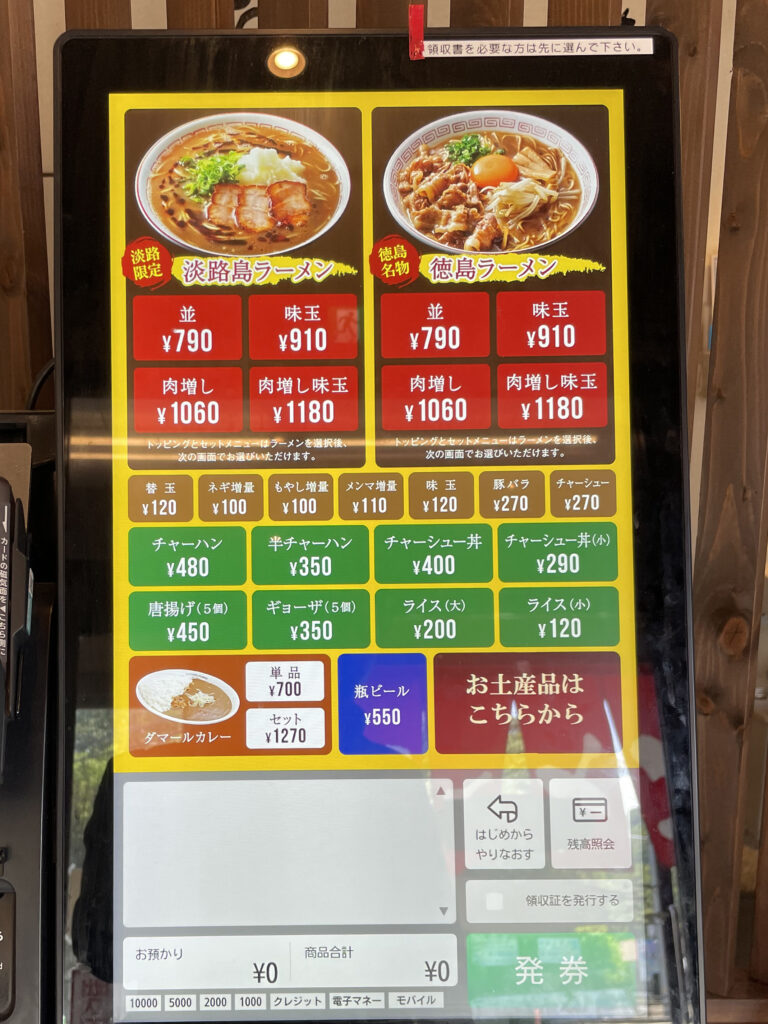 領収書を必要な方は先に選んで下さい。
淡路
限定
淡路島ラーメン
並
¥790
味玉
¥910
肉増し
¥1060
肉増し味玉
¥1180
トッピングとセットメニューはラーメンを選択後、
次の画面でお選びいただけます。
徳島
名物
徳島ラーメン
並
¥790
味玉
¥910
肉増し
¥1060
肉増し味玉
¥1180
トッピングとセットメニューはラーメンを選択後、
次の画面でお選びいただけます。
替玉
¥120
ネギ増量
¥100
もやし増量
¥100
メンマ増量
¥110
味玉
¥120
豚バラ
¥270
チャーシュー
¥270
チャーハン
¥480
半チャーハン
¥350
チャーシュー丼
¥400
チャーシュー丼(小)
¥290
唐揚げ(5個)
¥450
ギョーザ(5個)
¥350
ライス(大)
¥200
ライス(小)
¥120
ダマールカレー
単品
¥700
セット
¥1270
瓶ビール
¥550
お土産品は
こちらから
はじめから
やりなおす
残高照会
領収証を発行する
お預かり
¥0
商品合計
¥0
発券
10000 5000 2000 1000 クレジット 電子マネー モバイル
カードの磁気面を◀こちら側に